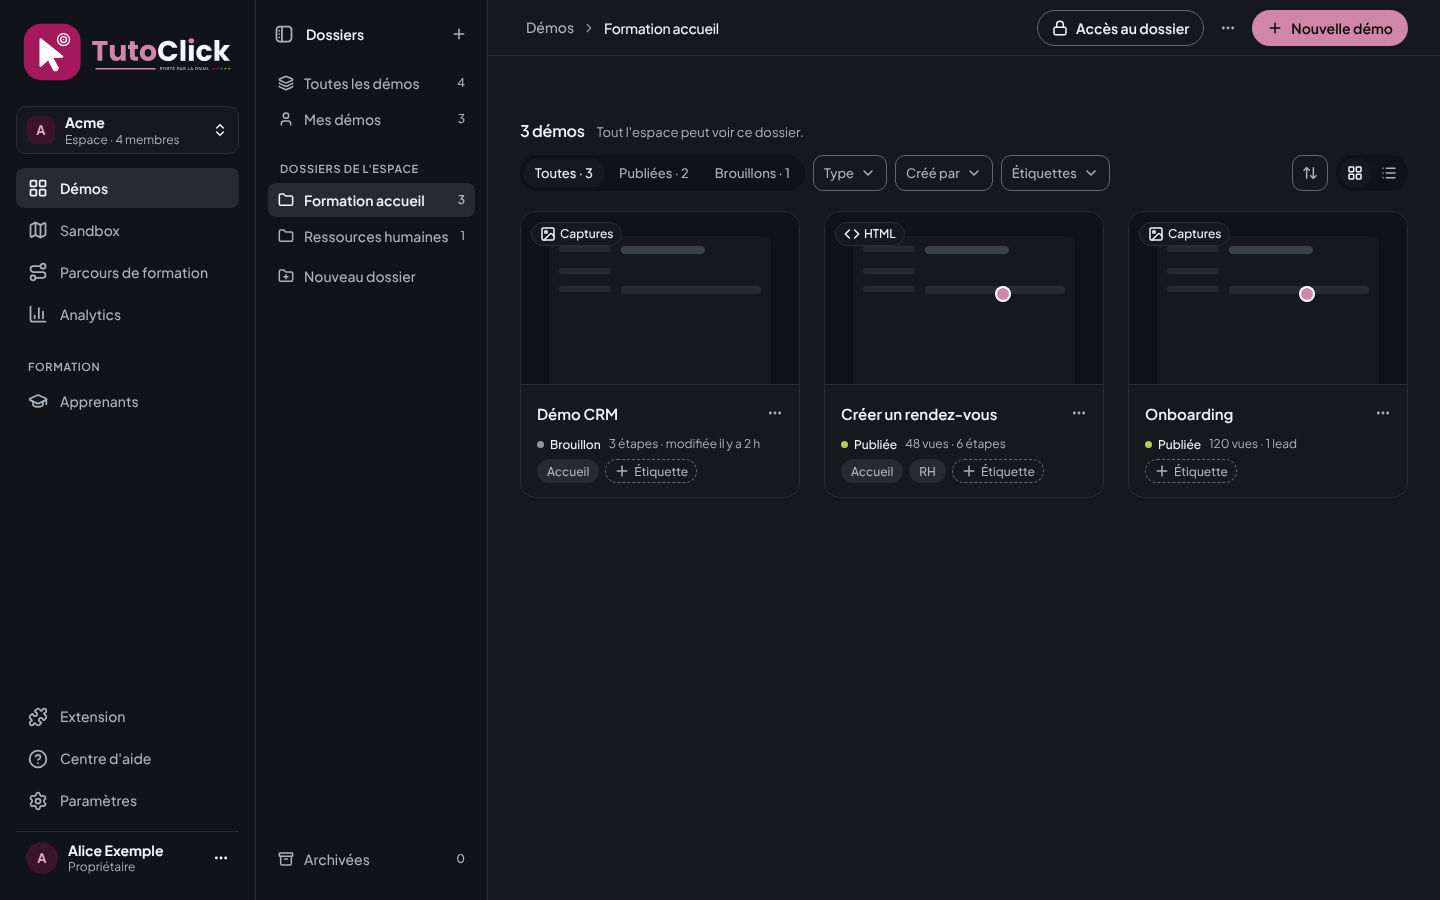 TutoClick
PORTÉ PAR LA DSIML
A
Acme
Espace · 4 membres
Démos
Sandbox
Parcours de formation
Analytics
FORMATION
Apprenants
Extension
Centre d'aide
Paramètres
A
Alice Exemple
Propriétaire
Dossiers
Toutes les démos 4
Mes démos 3
DOSSIERS DE L'ESPACE
Formation accueil 3
Ressources humaines 1
Nouveau dossier
Archivées 0
Démos > Formation accueil
Accès au dossier
Nouvelle démo
3 démos Tout l'espace peut voir ce dossier.
Toutes · 3 Publiées · 2 Brouillons · 1 Type Créé par Étiquettes
Captures
Démo CRM
Brouillon 3 étapes · modifiée il y a 2 h
Accueil + Étiquette
HTML
Créer un rendez-vous
Publiée 48 vues · 6 étapes
Accueil RH + Étiquette
Captures
Onboarding
Publiée 120 vues · 1 lead
+ Étiquette